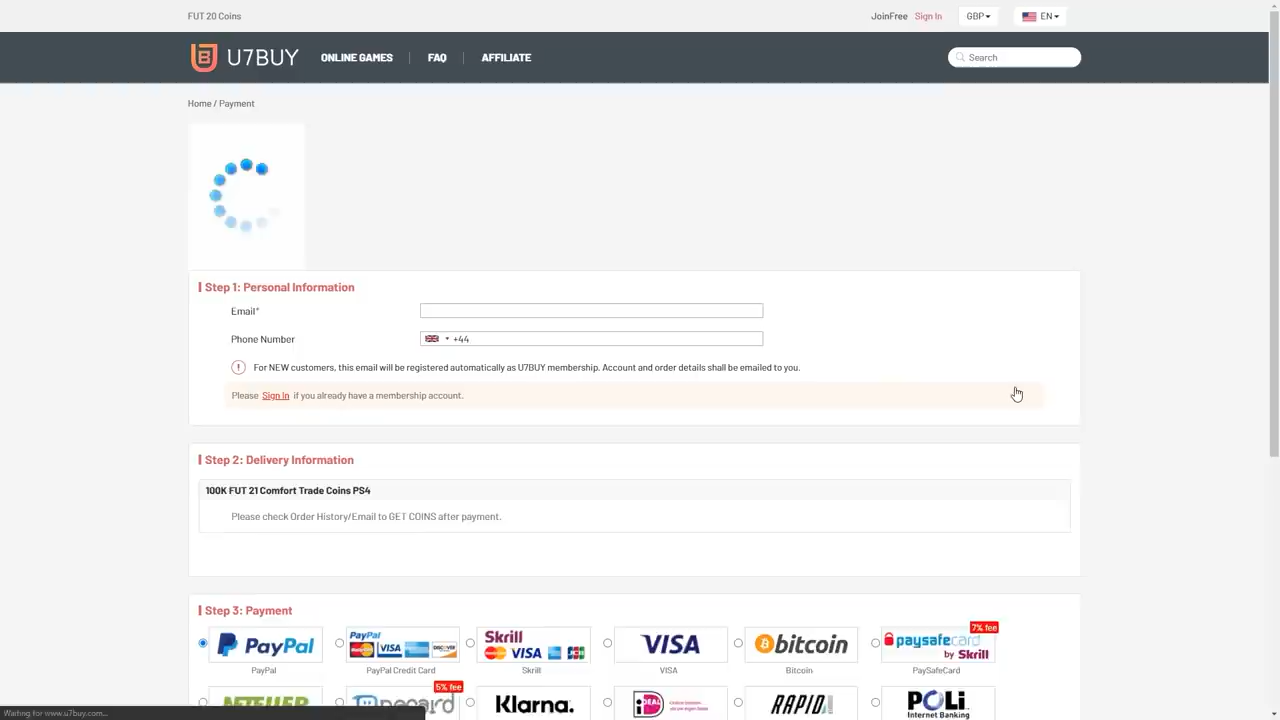 FUT 20 Coins
JoinFree Sign In GBP EN
U7BUY ONLINE GAMES FAQ AFFILIATE Search
Home / Payment
Step 1: Personal Information
Email*
Phone Number +44
! For NEW customers, this email will be registered automatically as U7BUY membership. Account and order details shall be emailed to you.
Please Sign In if you already have a membership account.
Step 2: Delivery Information
100K FUT 21 Comfort Trade Coins PS4
Please check Order History/Email to GET COINS after payment.
Step 3: Payment
7% fee
PayPal PayPal VISA DISCOVER Skrill VISA VISA bitcoin paysafecard by Skrill
PayPal PayPal Credit Card Skrill VISA Bitcoin PaySafeCard
5% fee
Klarna. iDEAL RAPID POLi Internet Banking
Waiting for www.u7buy.com...